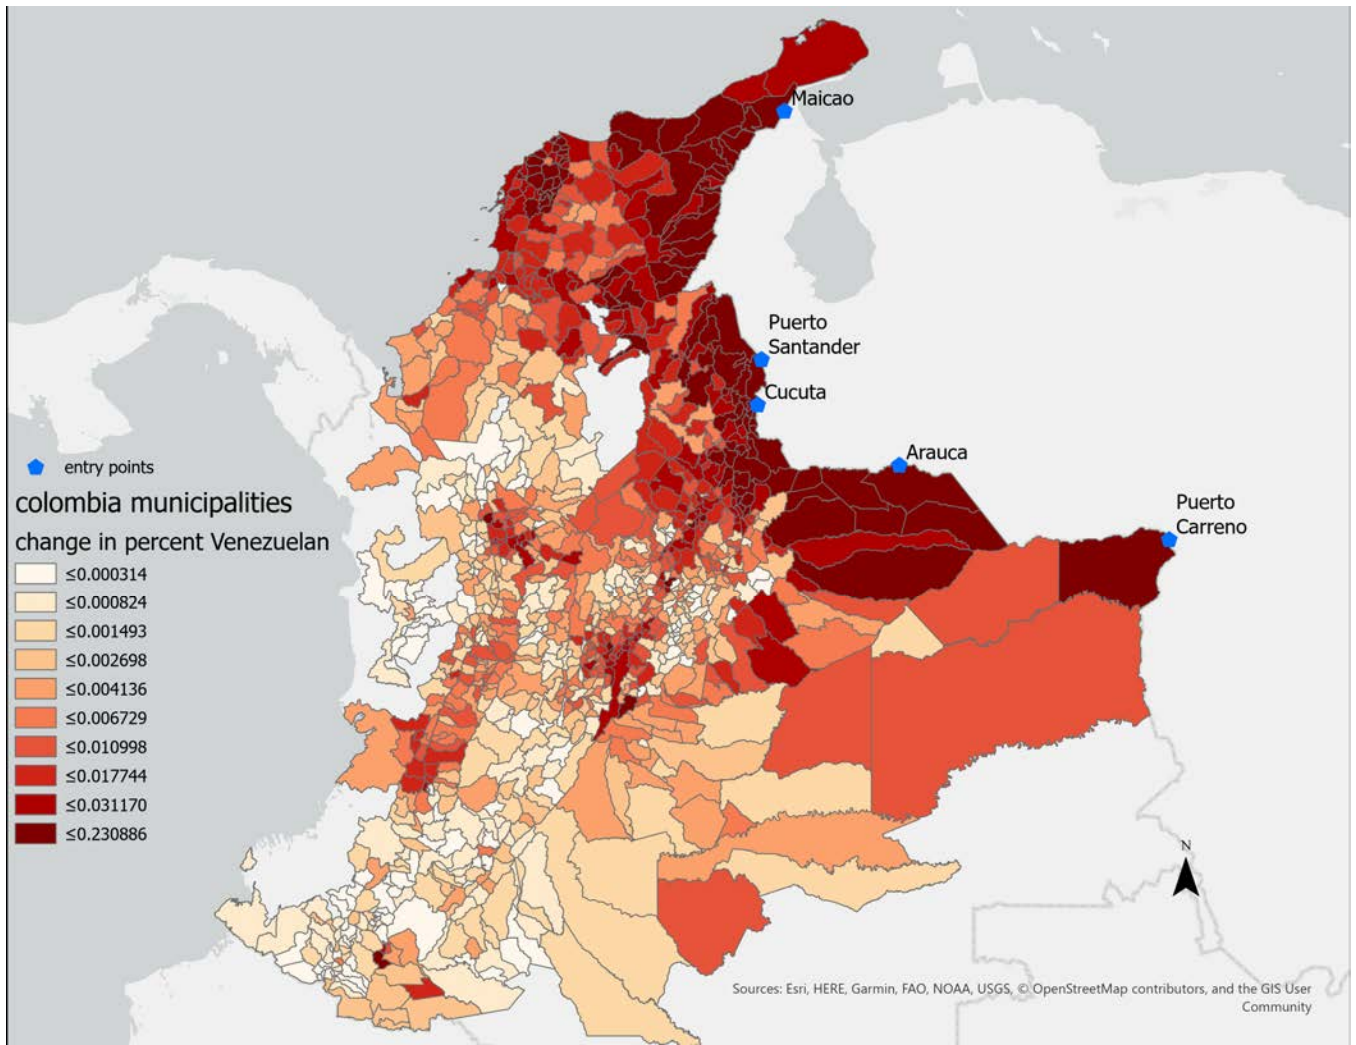 Maicao
Puerto
Santander
Cucuta
Arauca
Puerto
Carreno
entry points
colombia municipalities
change in percent Venezuelan
≤0.000314
≤0.000824
≤0.001493
≤0.002698
≤0.004136
≤0.006729
≤0.010998
≤0.017744
≤0.031170
≤0.230886
N
Sources: Esri, HERE, Garmin, FAO, NOAA, USGS, © OpenStreetMap contributors, and the GIS User
Community